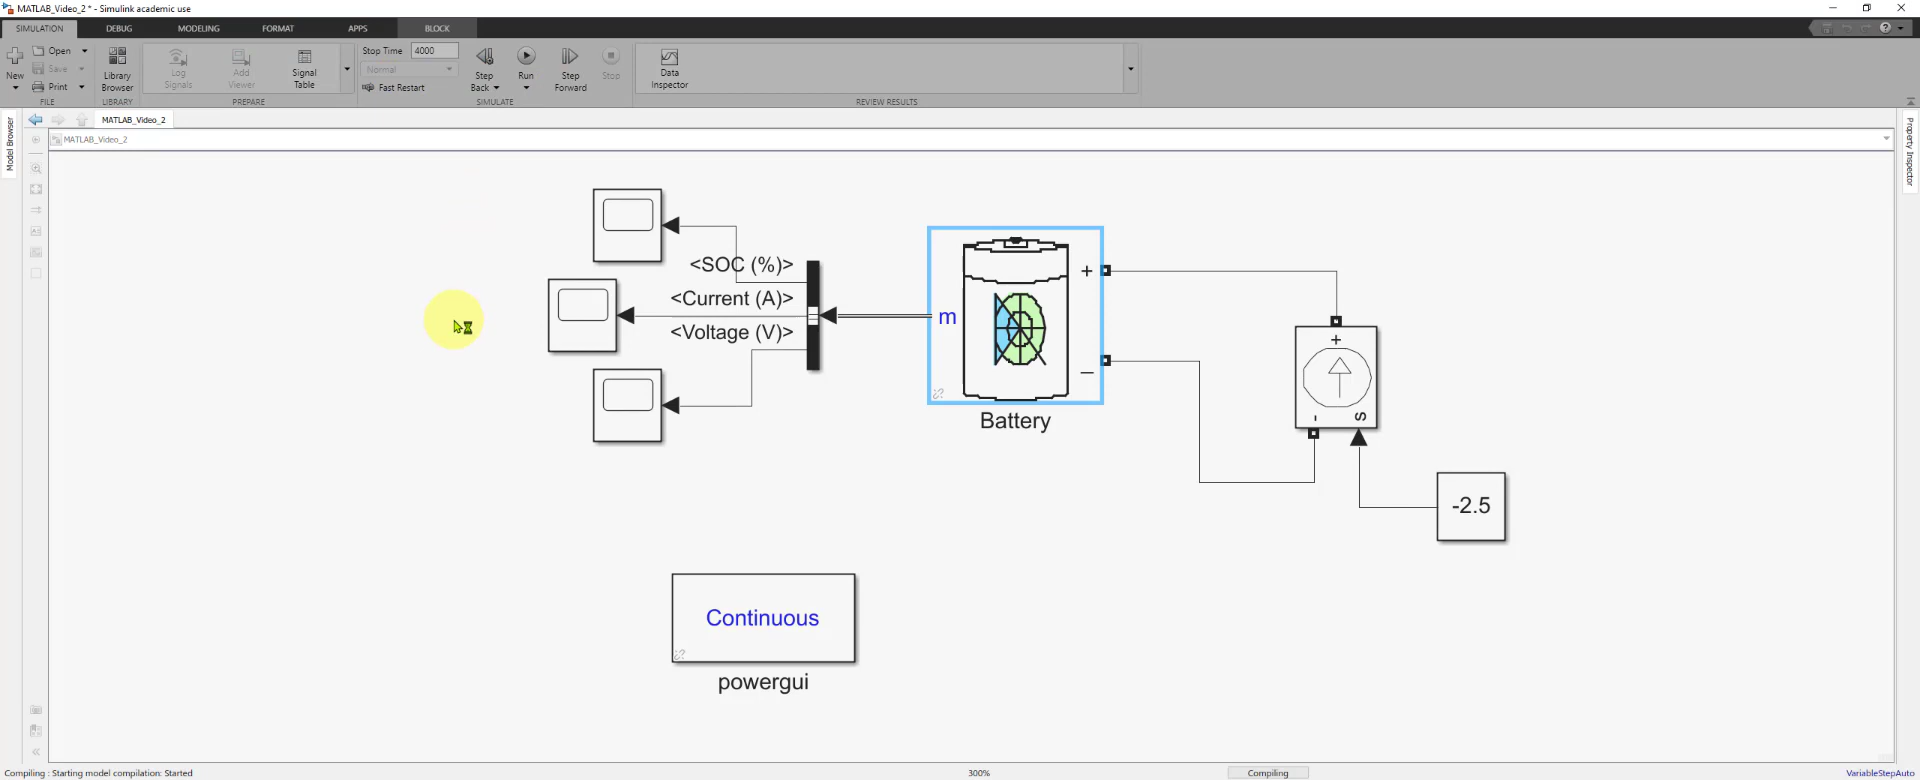 MATLAB_Video_2 * - Simulink academic use
SIMULATION DEBUG MODELING FORMAT APPS BLOCK
New
Open
Save
Print
FILE
Library Browser
LIBRARY
Log Signals
Add Viewer
Signal Table
PREPARE
Stop Time 4000
Normal
Fast Restart
Step Back
Run
Step Forward
Stop
SIMULATE
Data Inspector
REVIEW RESULTS
MATLAB_Video_2
MATLAB_Video_2
Model Browser
Property Inspector
<SOC (%)>
<Current (A)>
<Voltage (V)>
m
+
–
Battery
+
-
s
-2.5
Continuous
powergui
Compiling : Starting model compilation: Started
300%
Compiling
VariableStepAuto